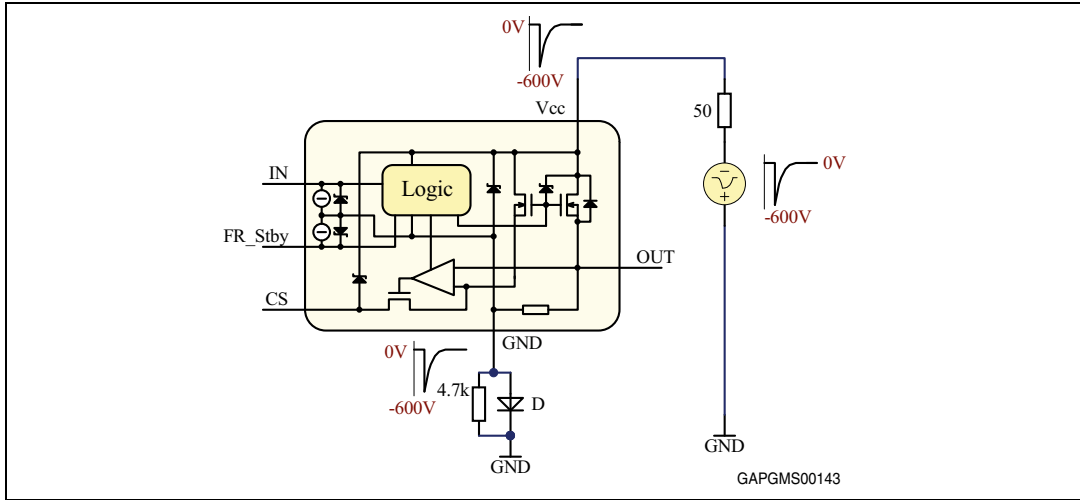 0V
-600V
Vcc
50
0V
-600V
IN
Logic
FR_Stby
OUT
CS
GND
0V
-600V
4.7k
D
GND
GND
GAPGMS00143